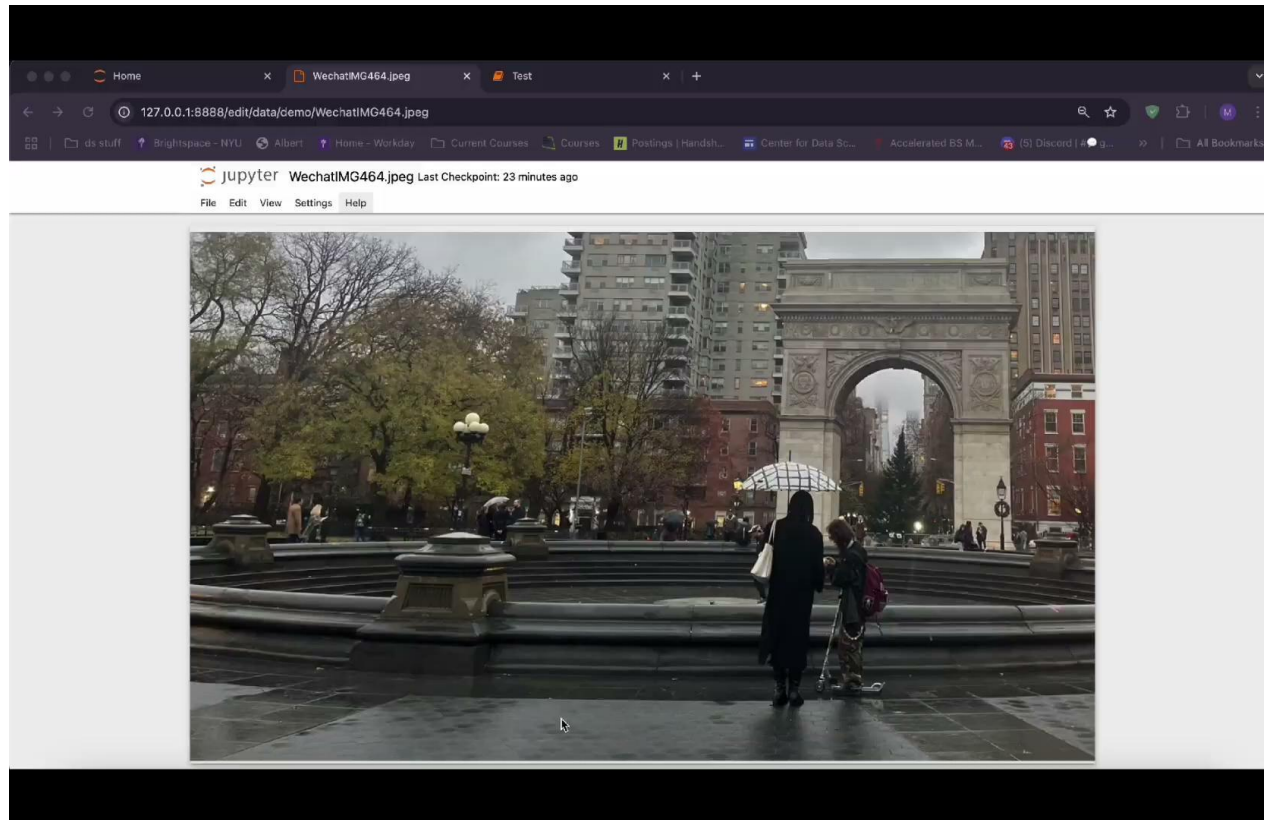 Home
WechatIMG464.jpeg
Test
127.0.0.1:8888/edit/data/demo/WechatIMG464.jpeg
ds stuff Brightspace - NYU Albert Home - Workday Current Courses Courses Postings | Handsh... Center for Data Sc... Accelerated BS M... (5) Discord | # g... » All Bookmarks
jupyter WechatIMG464.jpeg Last Checkpoint: 23 minutes ago
File Edit View Settings Help